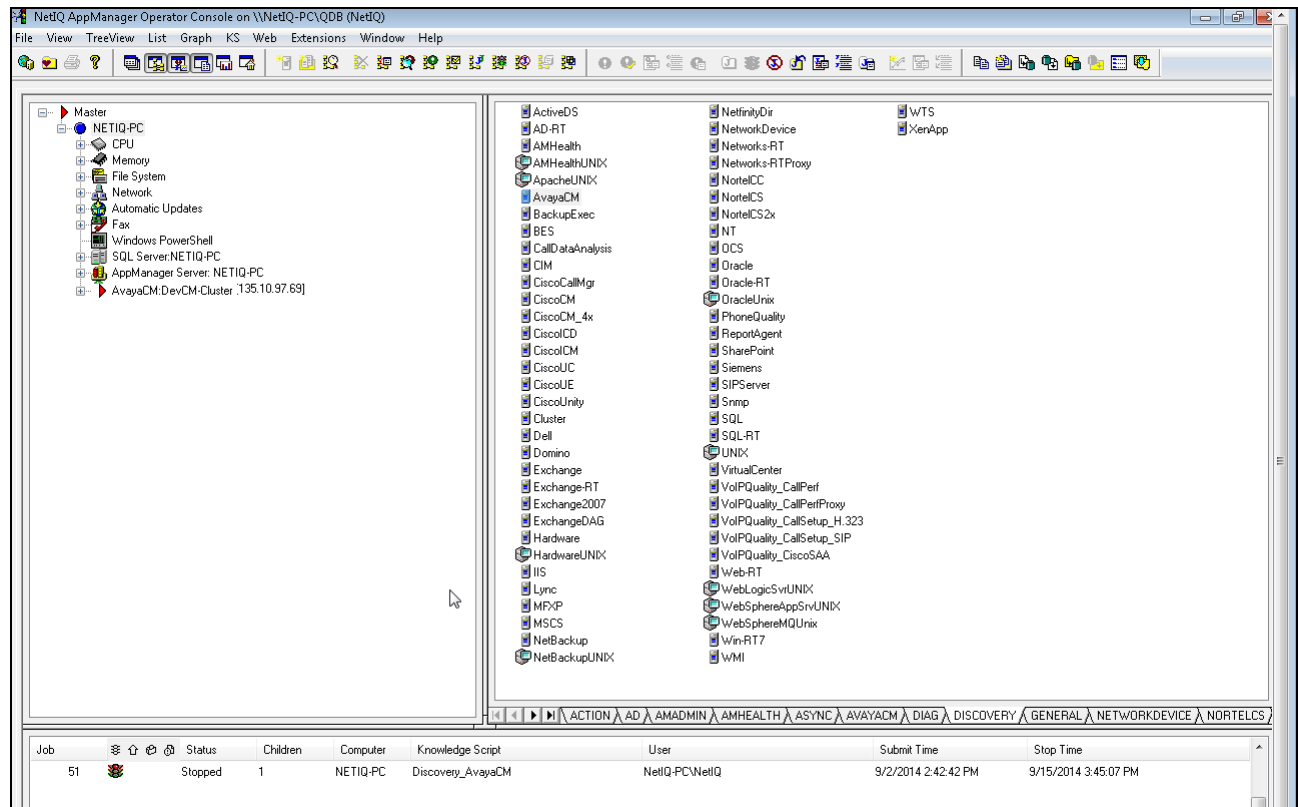 NetIQ AppManager Operator Console on \\NetIQ-PC\QDB (NetIQ)
File View TreeView List Graph KS Web Extensions Window Help
Master
NETIQ-PC
CPU
Memory
File System
Network
Automatic Updates
Fax
Windows PowerShell
SQL Server:NETIQ-PC
AppManager Server: NETIQ-PC
AvayaCM:DevCM-Cluster [135.10.97.69]
ActiveDS
AD-RT
AMHealth
AMHealthUNIX
ApacheUNIX
AvayaCM
BackupExec
BES
CallDataAnalysis
CIM
CiscoCallMgr
CiscoCM
CiscoCM_4x
CiscoICD
CiscoICM
CiscoUC
CiscoUE
CiscoUnity
Cluster
Dell
Domino
Exchange
Exchange-RT
Exchange2007
ExchangeDAG
Hardware
HardwareUNIX
IIS
Lync
MFXP
MSCS
NetBackup
NetBackupUNIX
NetfinityDir
NetworkDevice
Networks-RT
Networks-RTProxy
NortelCC
NortelCS
NortelCS2x
NT
OCS
Oracle
Oracle-RT
OracleUnix
PhoneQuality
ReportAgent
SharePoint
Siemens
SIPServer
Snmp
SQL
SQL-RT
UNIX
VirtualCenter
VoIPQuality_CallPerf
VoIPQuality_CallPerfProxy
VoIPQuality_CallSetup_H.323
VoIPQuality_CallSetup_SIP
VoIPQuality_CiscoSAA
Web-RT
WebLogicSvrUNIX
WebSphereAppSrvUNIX
WebSphereMQUnix
Win-RT7
WMI
WTS
XenApp
ACTION AD AMADMIN AMHEALTH ASYNC AVAYACM DIAG DISCOVERY GENERAL NETWORKDEVICE NORTELCS
Job Status Children Computer Knowledge Script User Submit Time Stop Time
51 Stopped 1 NETIQ-PC Discovery_AvayaCM NetIQ-PC\NetIQ 9/2/2014 2:42:42 PM 9/15/2014 3:45:07 PM